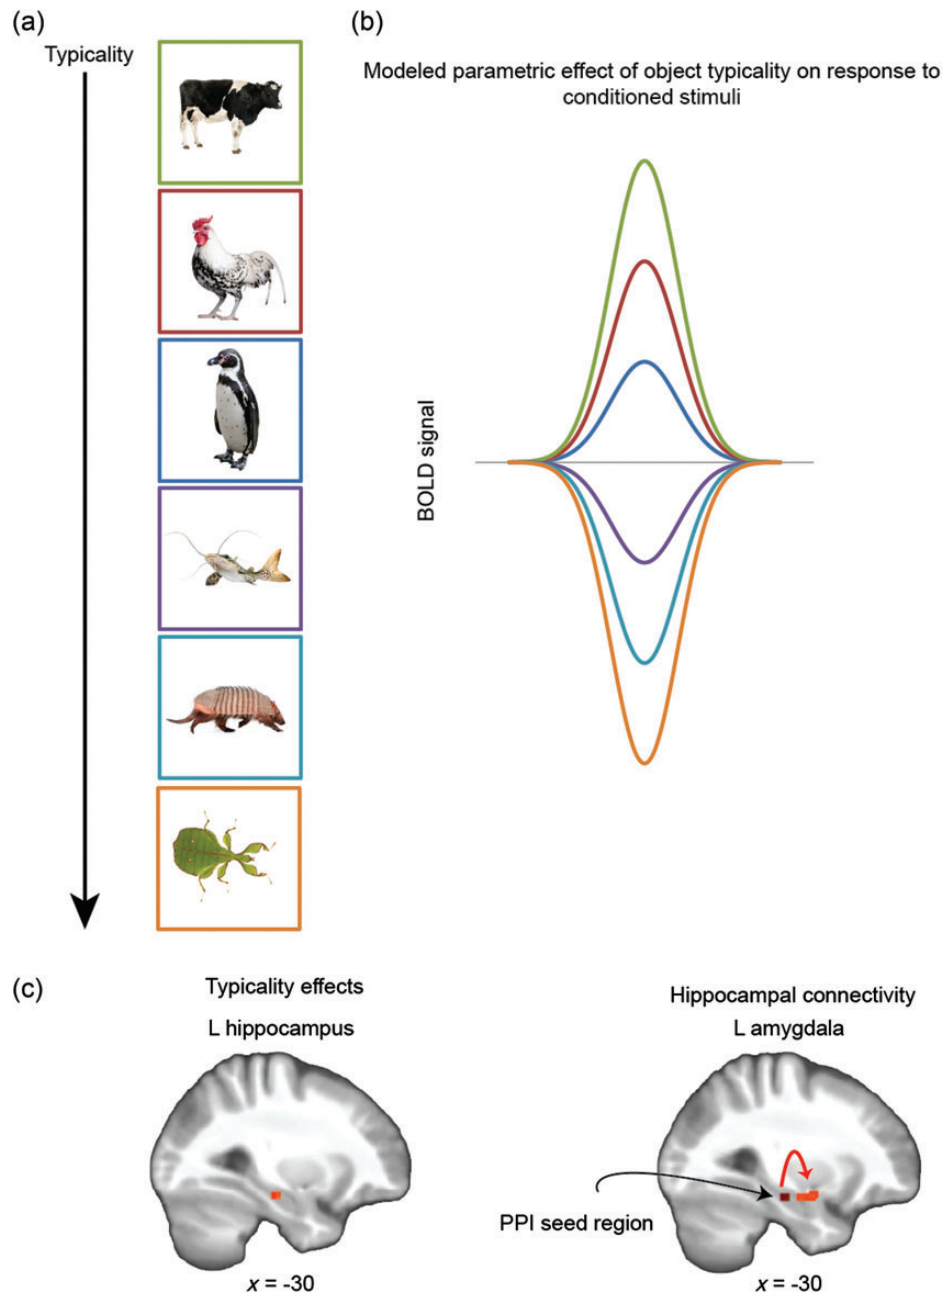 (a)
Typicality
(b)
Modeled parametric effect of object typicality on response to
conditioned stimuli
BOLD signal
(c)
Typicality effects
L hippocampus
x = -30
Hippocampal connectivity
L amygdala
PPI seed region
x = -30